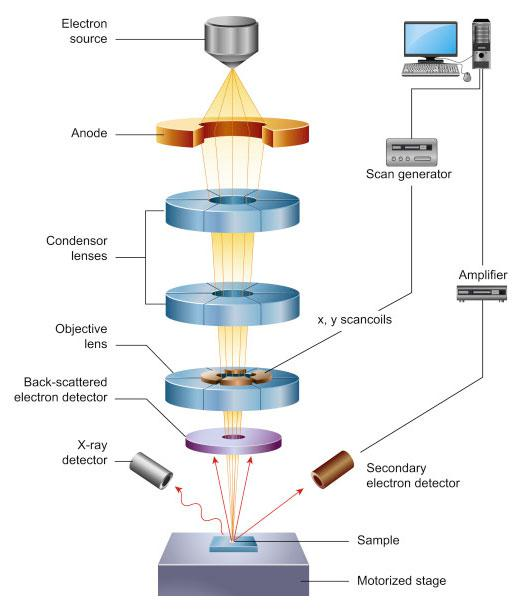 Electron
source
Anode
Scan generator
Condensor
lenses
Amplifier
x, y scancoils
Objective
lens
Back-scattered
electron detector
X-ray
detector
Secondary
electron detector
Sample
Motorized stage